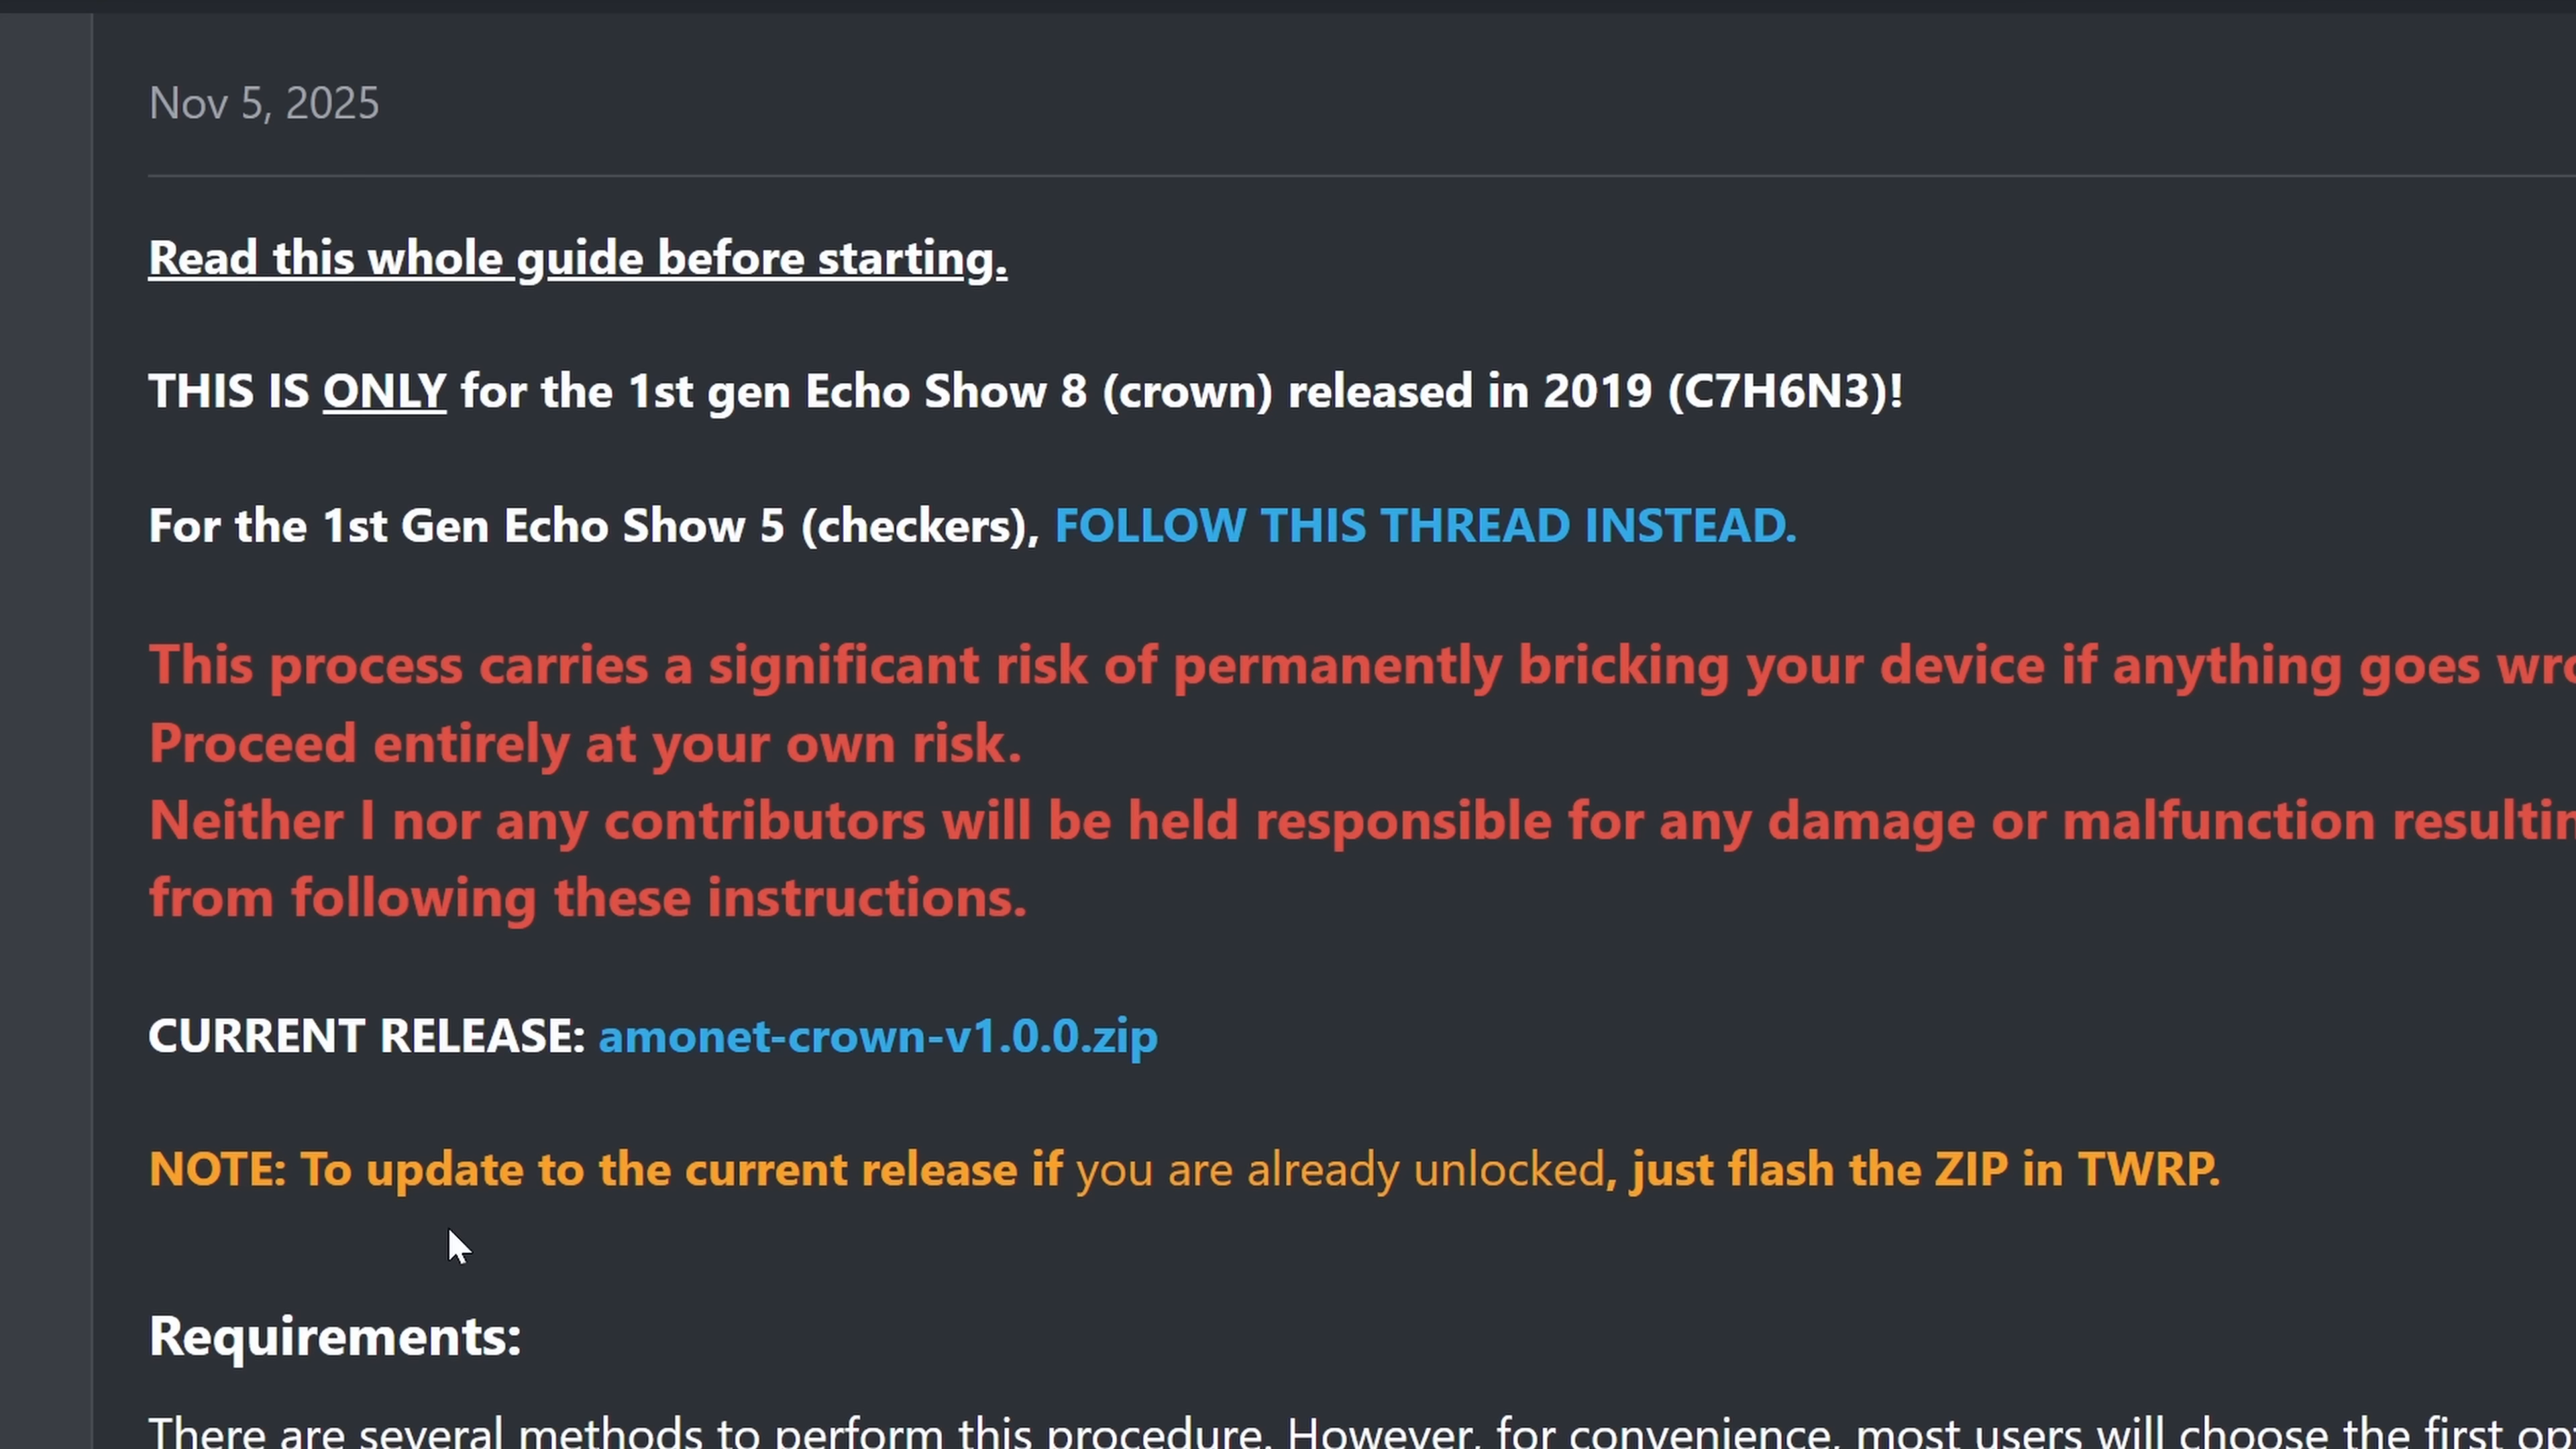 Nov 5, 2025
Read this whole guide before starting.
THIS IS ONLY for the 1st gen Echo Show 8 (crown) released in 2019 (C7H6N3)!
For the 1st Gen Echo Show 5 (checkers), FOLLOW THIS THREAD INSTEAD.
This process carries a significant risk of permanently bricking your device if anything goes
Proceed entirely at your own risk.
Neither I nor any contributors will be held responsible for any damage or malfunction
from following these instructions.
CURRENT RELEASE: amonet-crown-v1.0.0.zip
NOTE: To update to the current release if you are already unlocked, just flash the ZIP in TWRP.
Requirements:
There are several methods to perform this procedure. However, for convenience, most users will choose the first